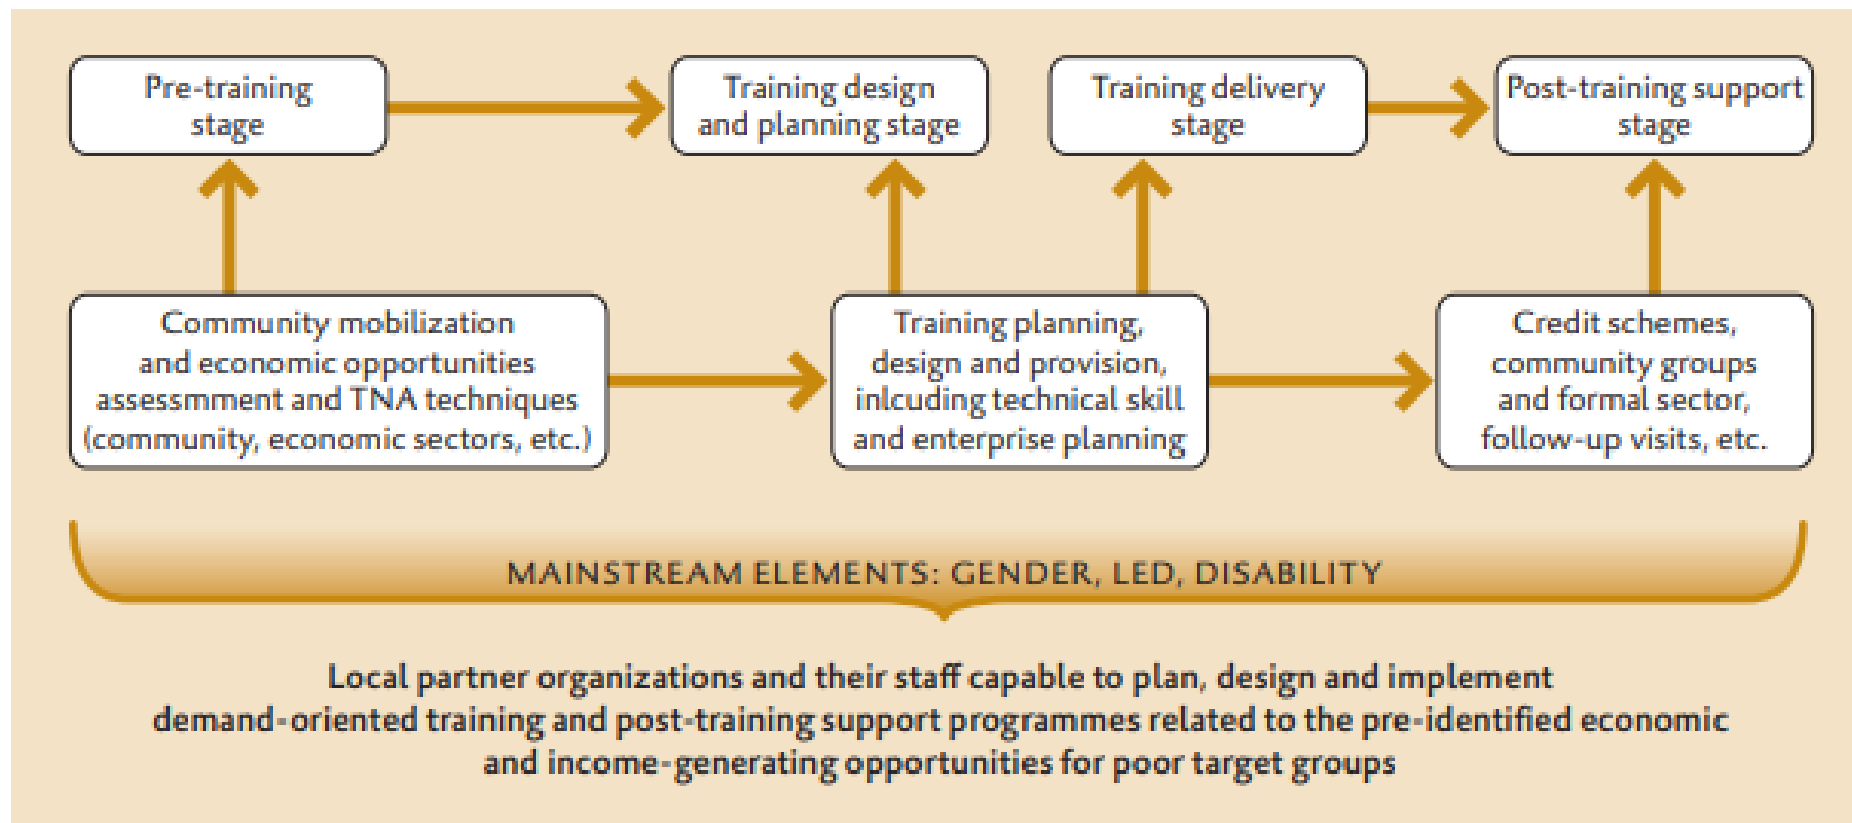 Pre-training
stage
Training design
and planning stage
Training delivery
stage
Post-training support
stage
Community mobilization
and economic opportunities
assessmment and TNA techniques
(community, economic sectors, etc.)
Training planning,
design and provision,
inlcuding technical skill
and enterprise planning
Credit schemes,
community groups
and formal sector,
follow-up visits, etc.
MAINSTREAM ELEMENTS: GENDER, LED, DISABILITY
Local partner organizations and their staff capable to plan, design and implement
demand-oriented training and post-training support programmes related to the pre-identified economic
and income-generating opportunities for poor target groups